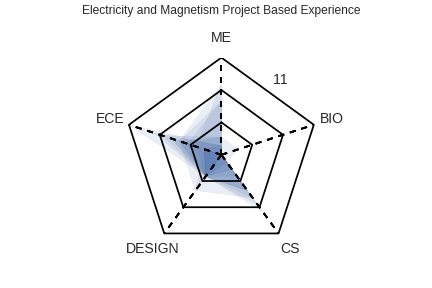 Electricity and Magnetism Project Based Experience
ME
11
ECE
BIO
DESIGN
CS